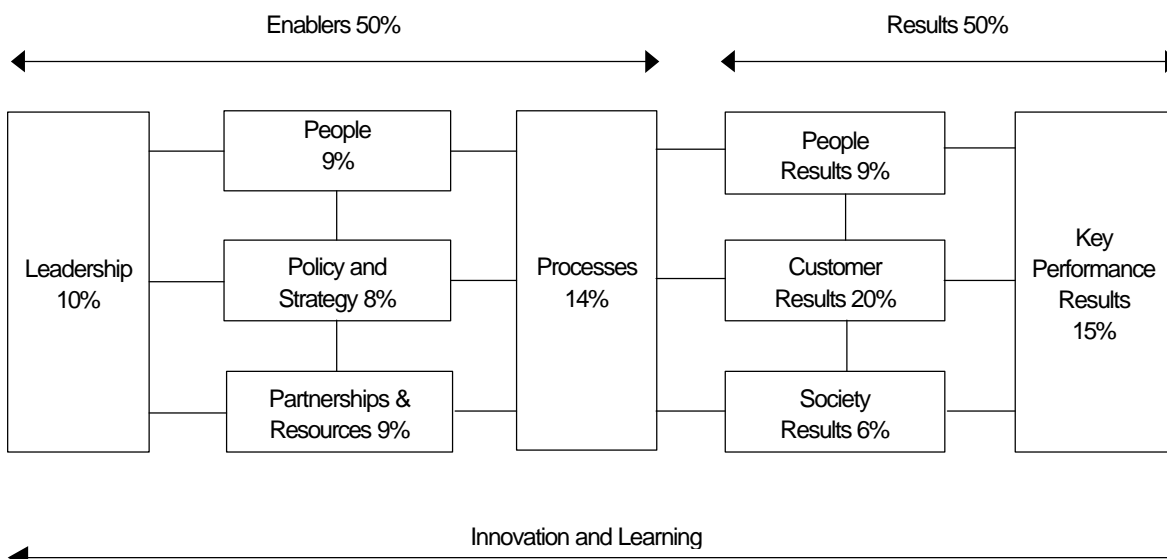 Enablers 50%
Results 50%
People
9%
People
Results 9%
Leadership
10%
Policy and
Strategy 8%
Processes
14%
Customer
Results 20%
Key
Performance
Results
15%
Partnerships &
Resources 9%
Society
Results 6%
Innovation and Learning